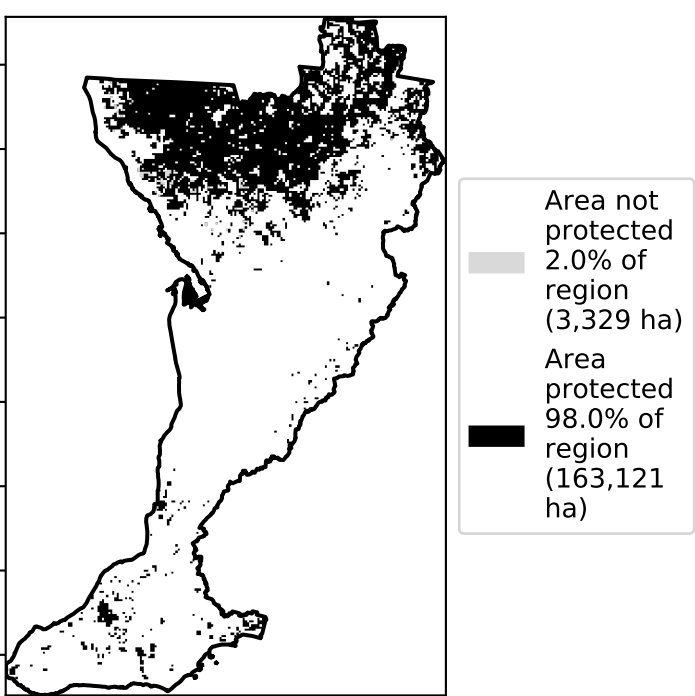 Area not
protected
2.0% of
region
(3,329 ha)
Area
protected
98.0% of
region
(163,121
ha)